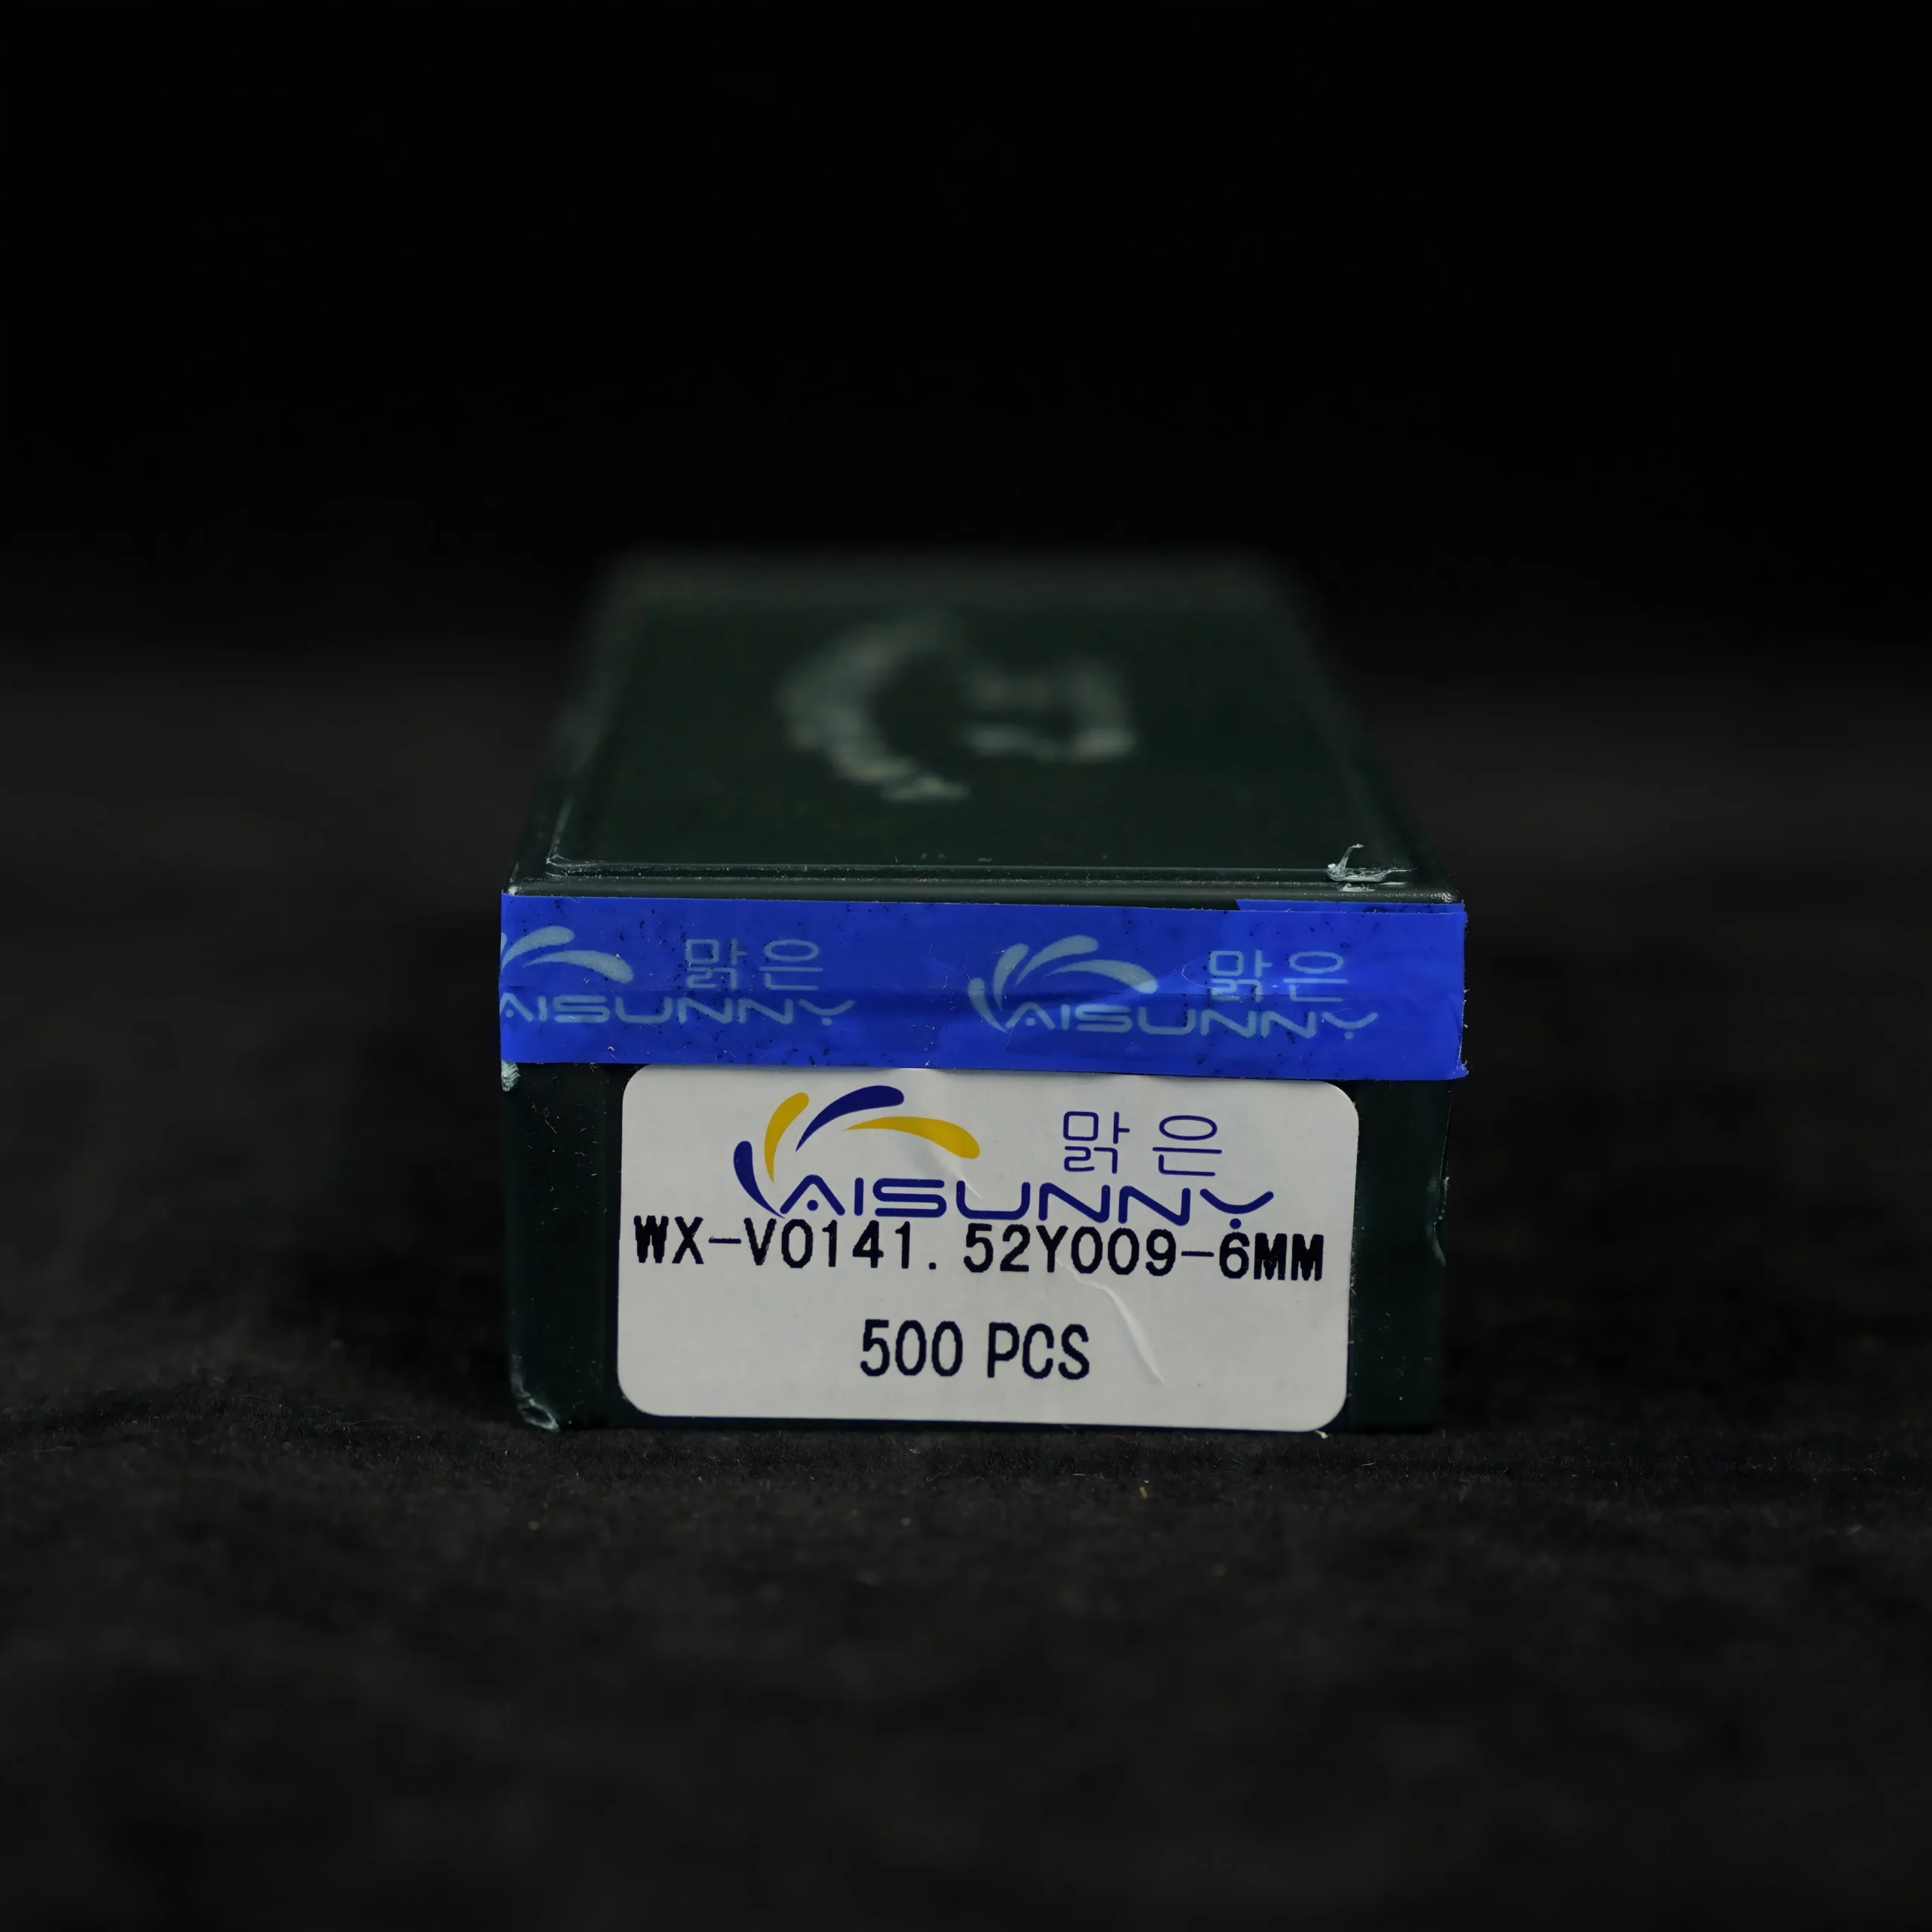 맑은 맑은
AISUNNY AISUNNY
맑은
AISUNNY
WX-V0141.52Y009-6MM
500 PCS